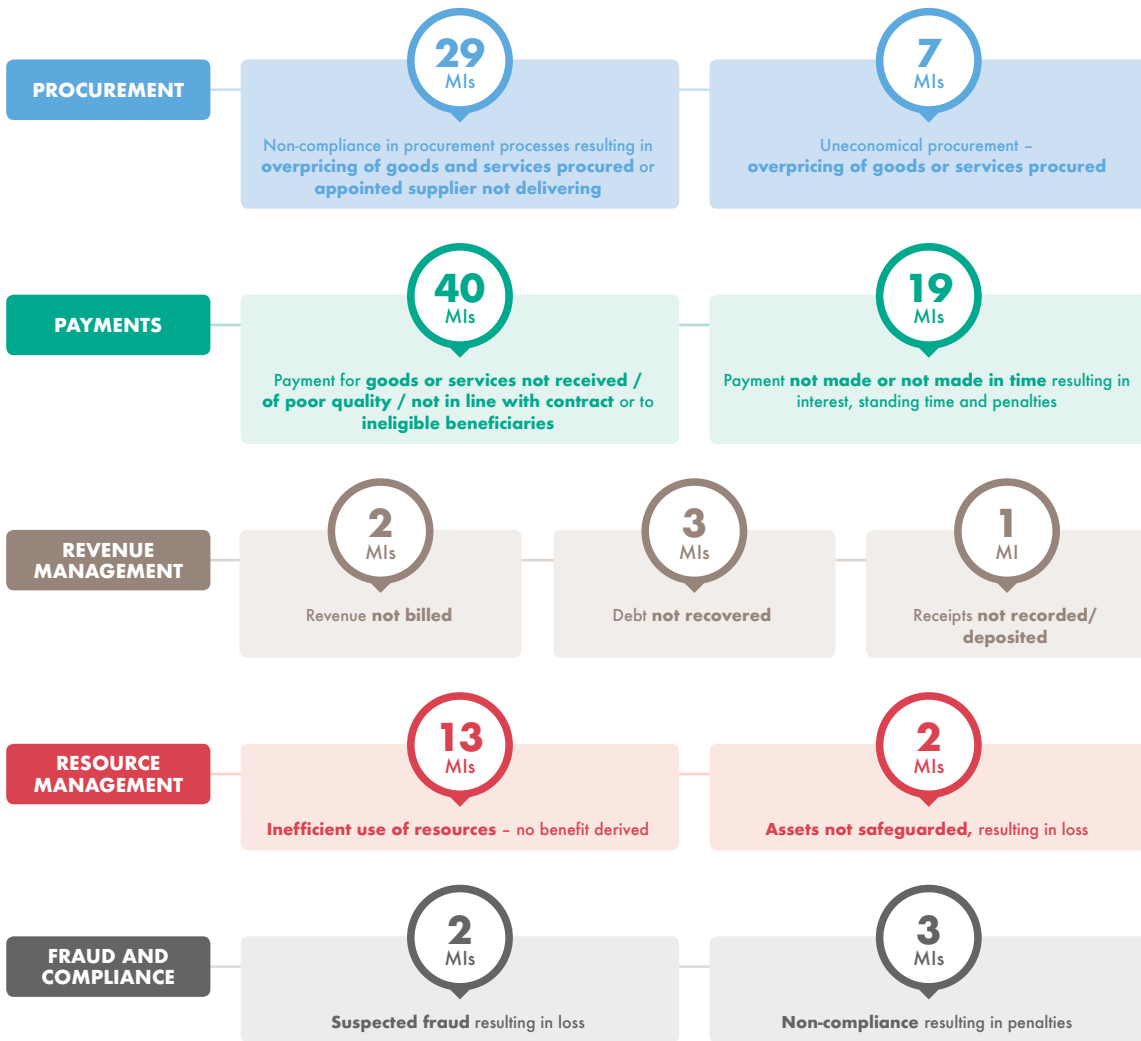 PROCUREMENT
29
MIs
Non-compliance in procurement processes resulting in
overpricing of goods and services procured or
appointed supplier not delivering
7
MIs
Uneconomical procurement –
overpricing of goods or services procured
PAYMENTS
40
MIs
Payment for goods or services not received /
of poor quality / not in line with contract or to
ineligible beneficiaries
19
MIs
Payment not made or not made in time resulting in
interest, standing time and penalties
REVENUE
MANAGEMENT
2
MIs
Revenue not billed
3
MIs
Debt not recovered
1
MI
Receipts not recorded/
deposited
RESOURCE
MANAGEMENT
13
MIs
Inefficient use of resources – no benefit derived
2
MIs
Assets not safeguarded, resulting in loss
FRAUD AND
COMPLIANCE
2
MIs
Suspected fraud resulting in loss
3
MIs
Non-compliance resulting in penalties